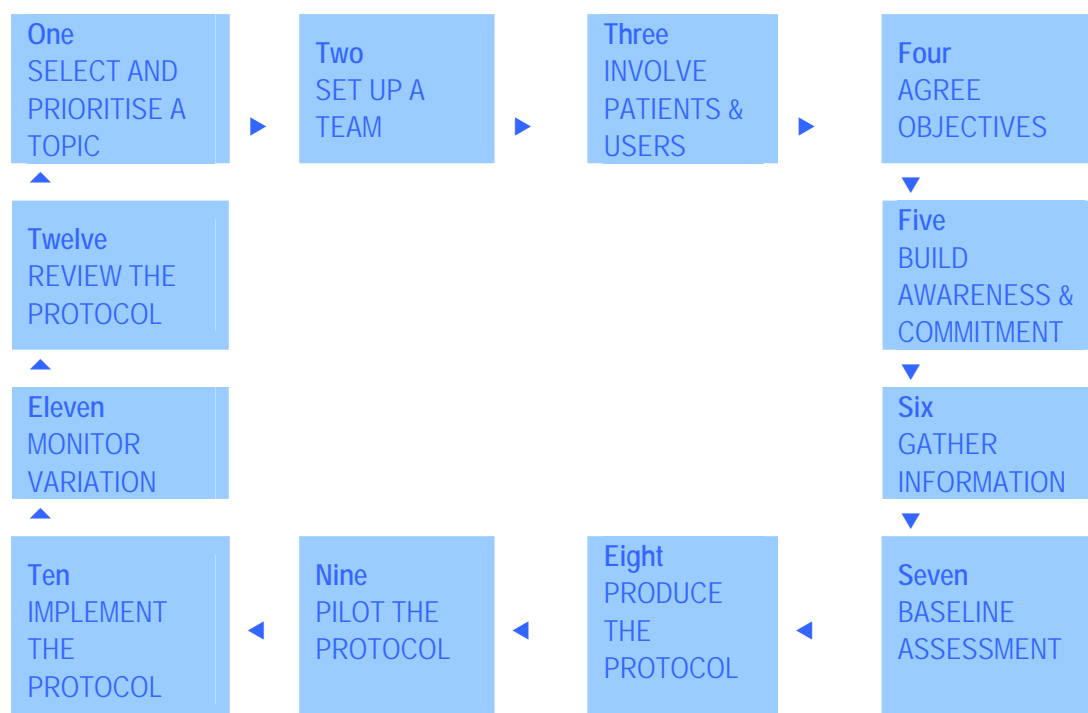 One
SELECT AND
PRIORITISE A
TOPIC
Two
SET UP A
TEAM
Three
INVOLVE
PATIENTS &
USERS
Four
AGREE
OBJECTIVES
Five
BUILD
AWARENESS &
COMMITMENT
Six
GATHER
INFORMATION
Seven
BASELINE
ASSESSMENT
Eight
PRODUCE
THE
PROTOCOL
Nine
PILOT THE
PROTOCOL
Ten
IMPLEMENT
THE
PROTOCOL
Eleven
MONITOR
VARIATION
Twelve
REVIEW THE
PROTOCOL